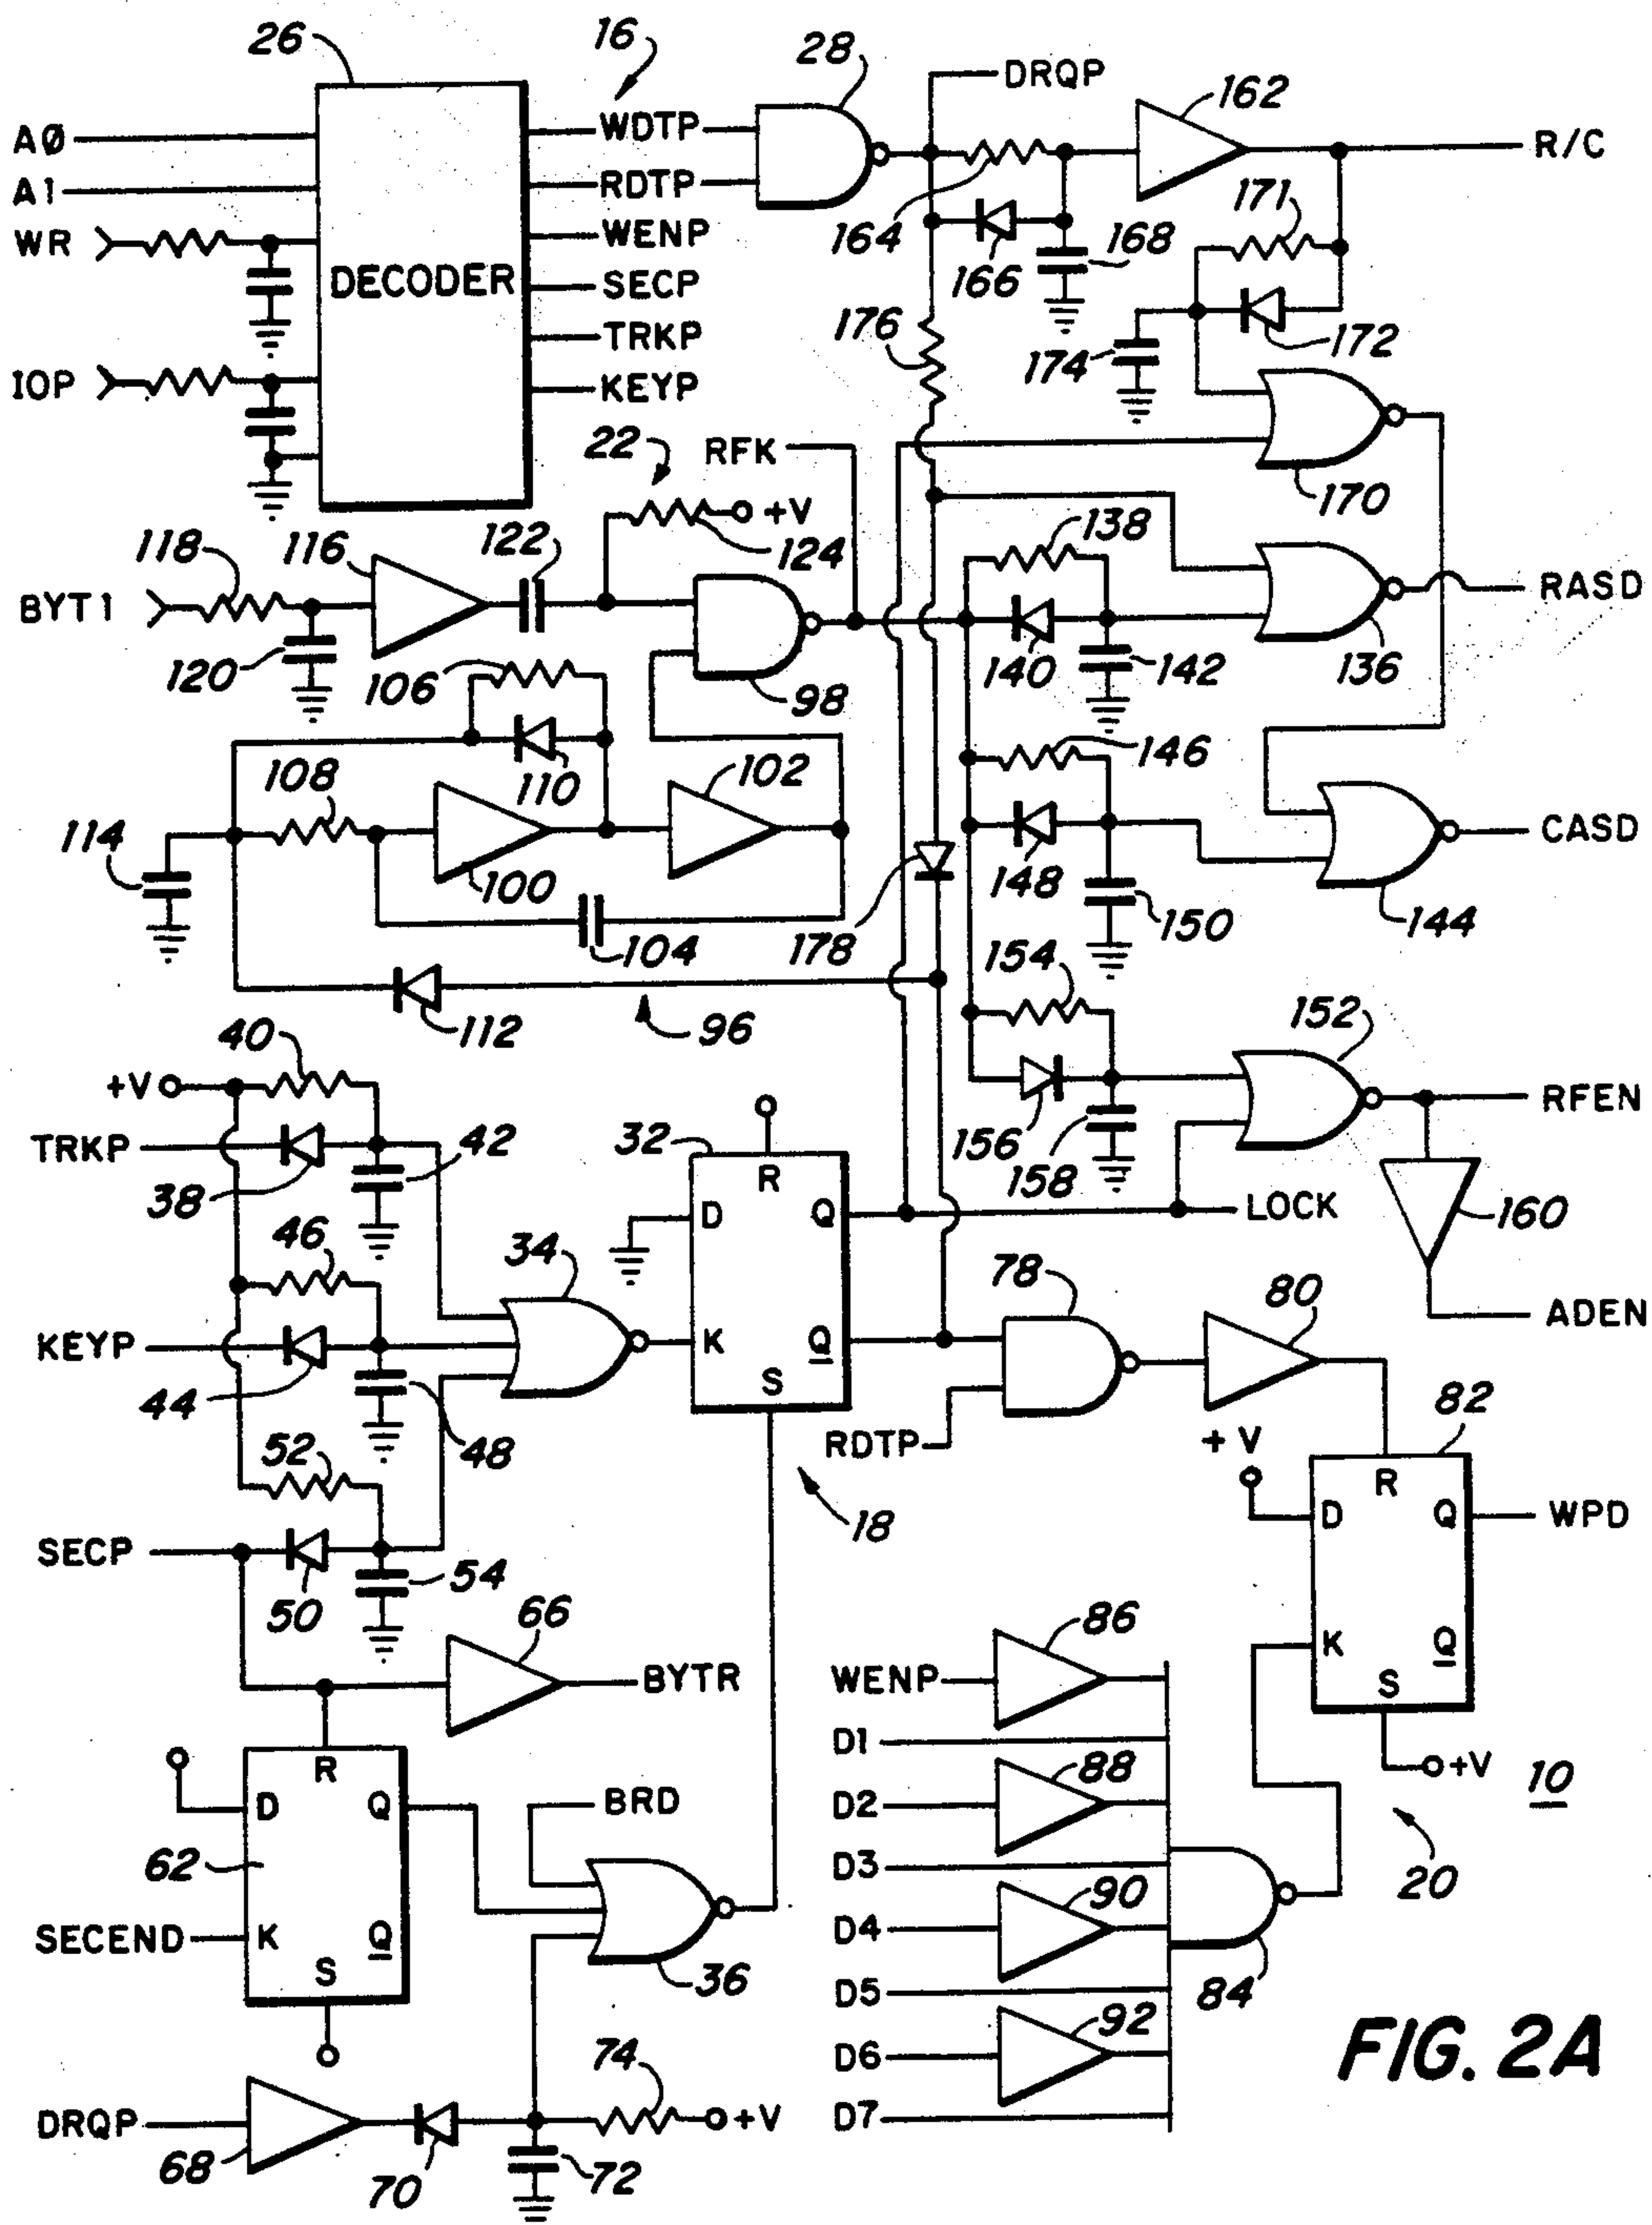 26
16
28
DRQP
162
AØ
WDTP
R/C
A1
RDTP
164
171
WR
WENP
166
168
DECODER
SECP
176
174
172
IOP
TRKP
KEYP
22
RFK
170
+V
118
116
122
124
138
BYT1
RASD
120
106
98
140
142
136
108
110
102
146
114
CASD
100
148
150
144
104
178
154
112
96
152
40
+V
RFEN
TRKP
42
32
R
156
158
38
D
Q
LOCK
160
46
34
78
80
ADEN
KEYP
K
Q
44
S
48
RDTP
+V
82
52
R
18
D
Q
WPD
SECP
50
54
66
86
K
Q
BYTR
WENP
S
D1
+V
10
R
88
D
Q
BRD
D2
62
D3
20
90
SECEND
K
Q
D4
S
36
D5
84
92
74
D6
FIG. 2A
DRQP
+V
D7
68
70
72